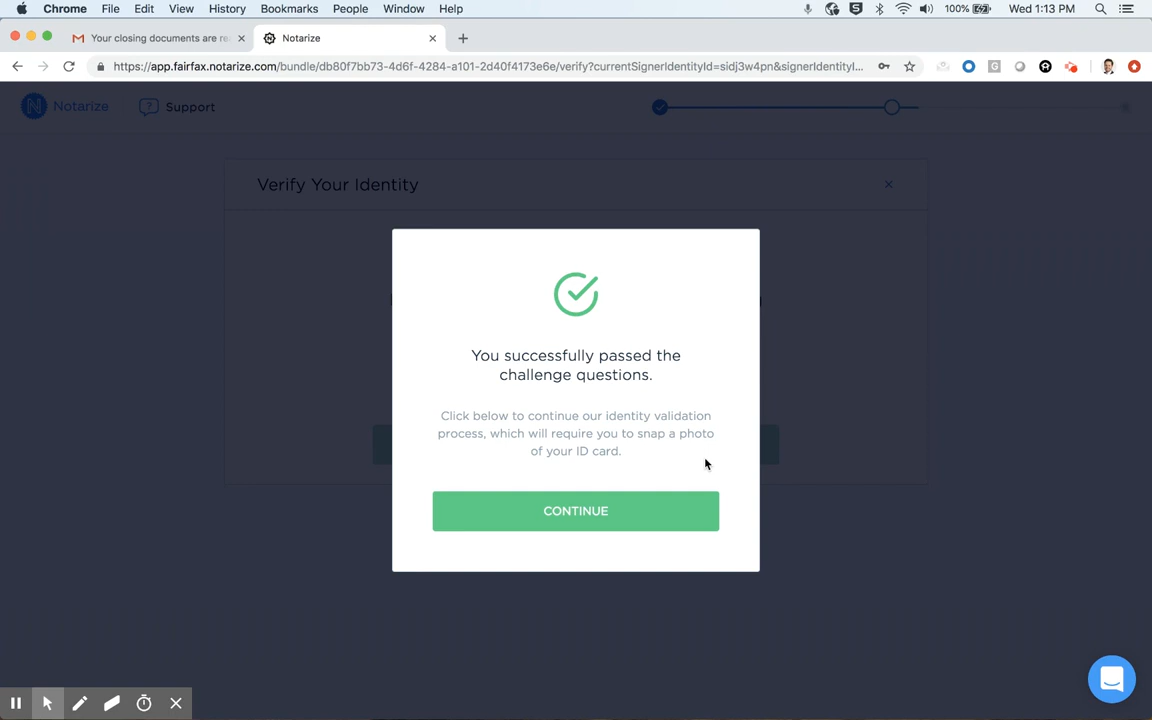 Chrome File Edit View History Bookmarks People Window Help 100% Wed 1:13 PM
Your closing documents are re
Notarize
https://app.fairfax.notarize.com/bundle/db80f7bb73-4d6f-4284-a101-2d40f4173e6e/verify?currentSignerIdentityId=sidj3w4pn&signerIdentityI...
Notarize Support
Verify Your Identity
You successfully passed the
challenge questions.
Click below to continue our identity validation
process, which will require you to snap a photo
of your ID card.
CONTINUE